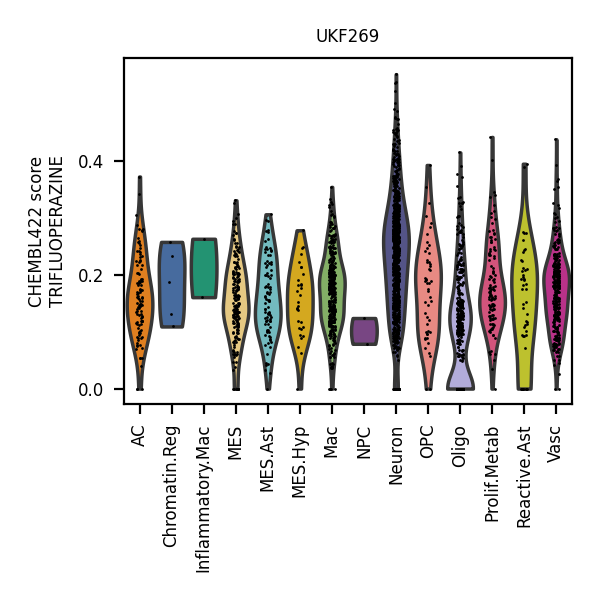 UKF269
CHEMBL422 score
TRIFLUOPERAZINE
0.4
0.2
0.0
AC
Chromatin.Reg
Inflammatory.Mac
MES
MES.Ast
MES.Hyp
Mac
NPC
Neuron
OPC
Oligo
Prolif.Metab
Reactive.Ast
Vasc